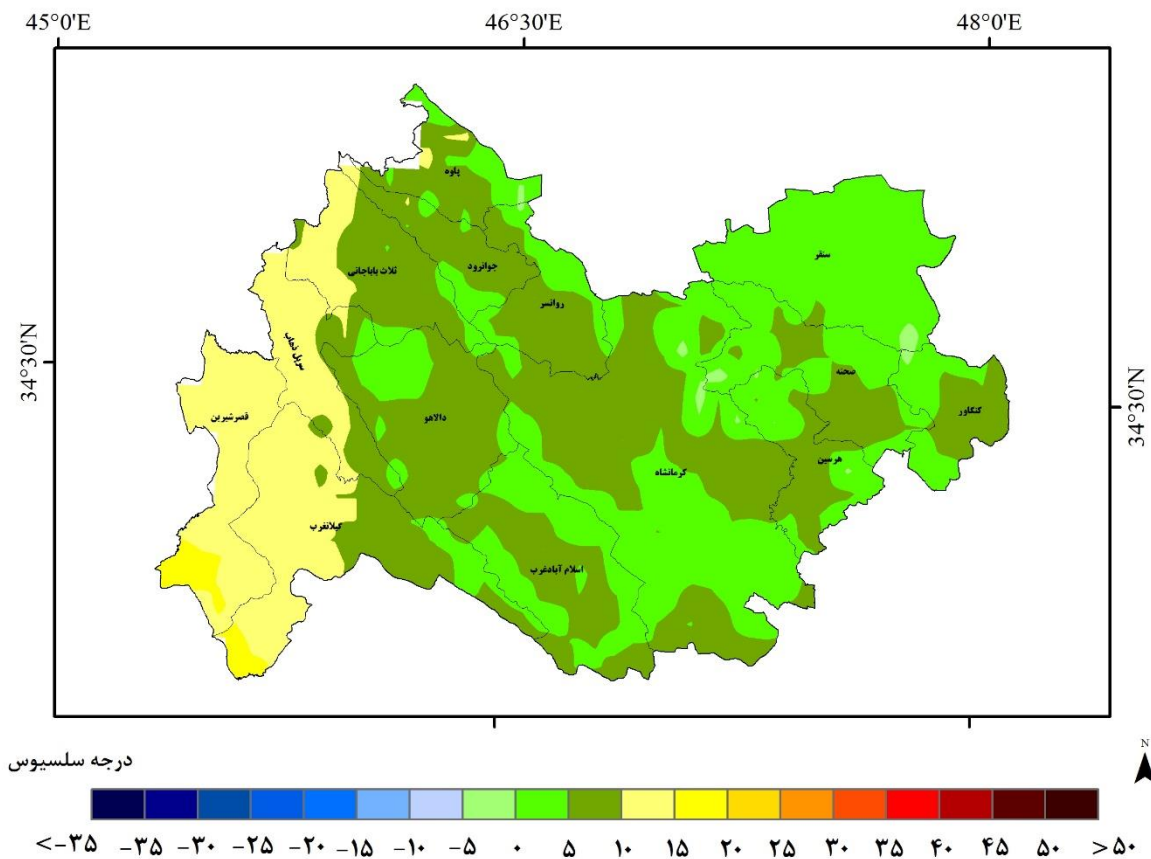 45°0'E 46°30'E 48°0'E
پاوه
سنقر
ثلاث باباجانی
جوانرود
روانسر
34°30'N
سرپل ذهاب
صحنه
34°30'N
قصرشیرین
دالاهو
کنگاور
هرسین
کرمانشاه
گیلانغرب
اسلام آبادغرب
درجه سلسیوس
N
<-۳۵ -۳۵ -۳۰ -۲۵ -۲۰ -۱۵ -۱۰ -۵ ۰ ۵ ۱۰ ۱۵ ۲۰ ۲۵ ۳۰ ۳۵ ۴۰ ۴۵ ۵۰ >۵۰